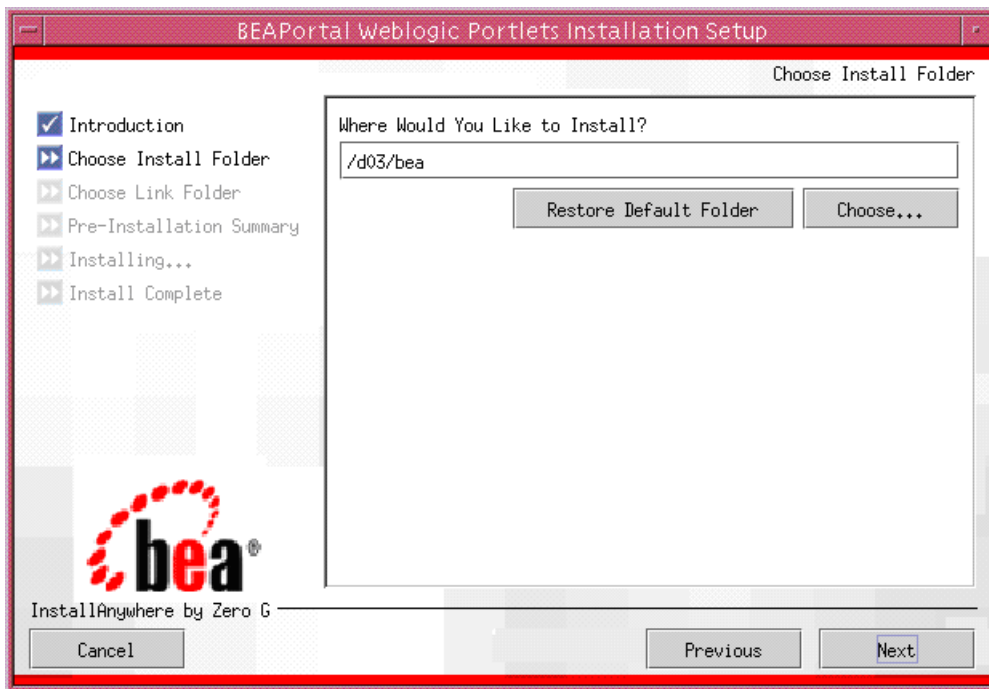 BEAPortal Weblogic Portlets Installation Setup
Choose Install Folder
Introduction
Choose Install Folder
Choose Link Folder
Pre-Installation Summary
Installing...
Install Complete
Where Would You Like to Install?
/d03/bea
Restore Default Folder
Choose...
bea®
InstallAnywhere by Zero G
Cancel
Previous
Next